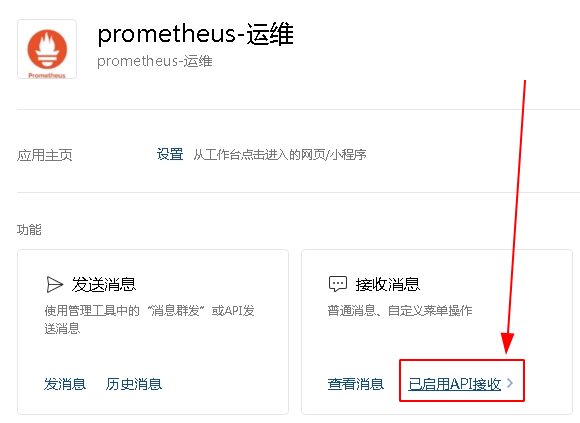 prometheus-运维
Prometheus
prometheus-运维
应用主页
设置 从工作台点击进入的网页/小程序
功能
发送消息
使用管理工具中的“消息群发”或API发
送消息
发消息 历史消息
接收消息
普通消息、自定义菜单操作
查看消息 已启用API接收